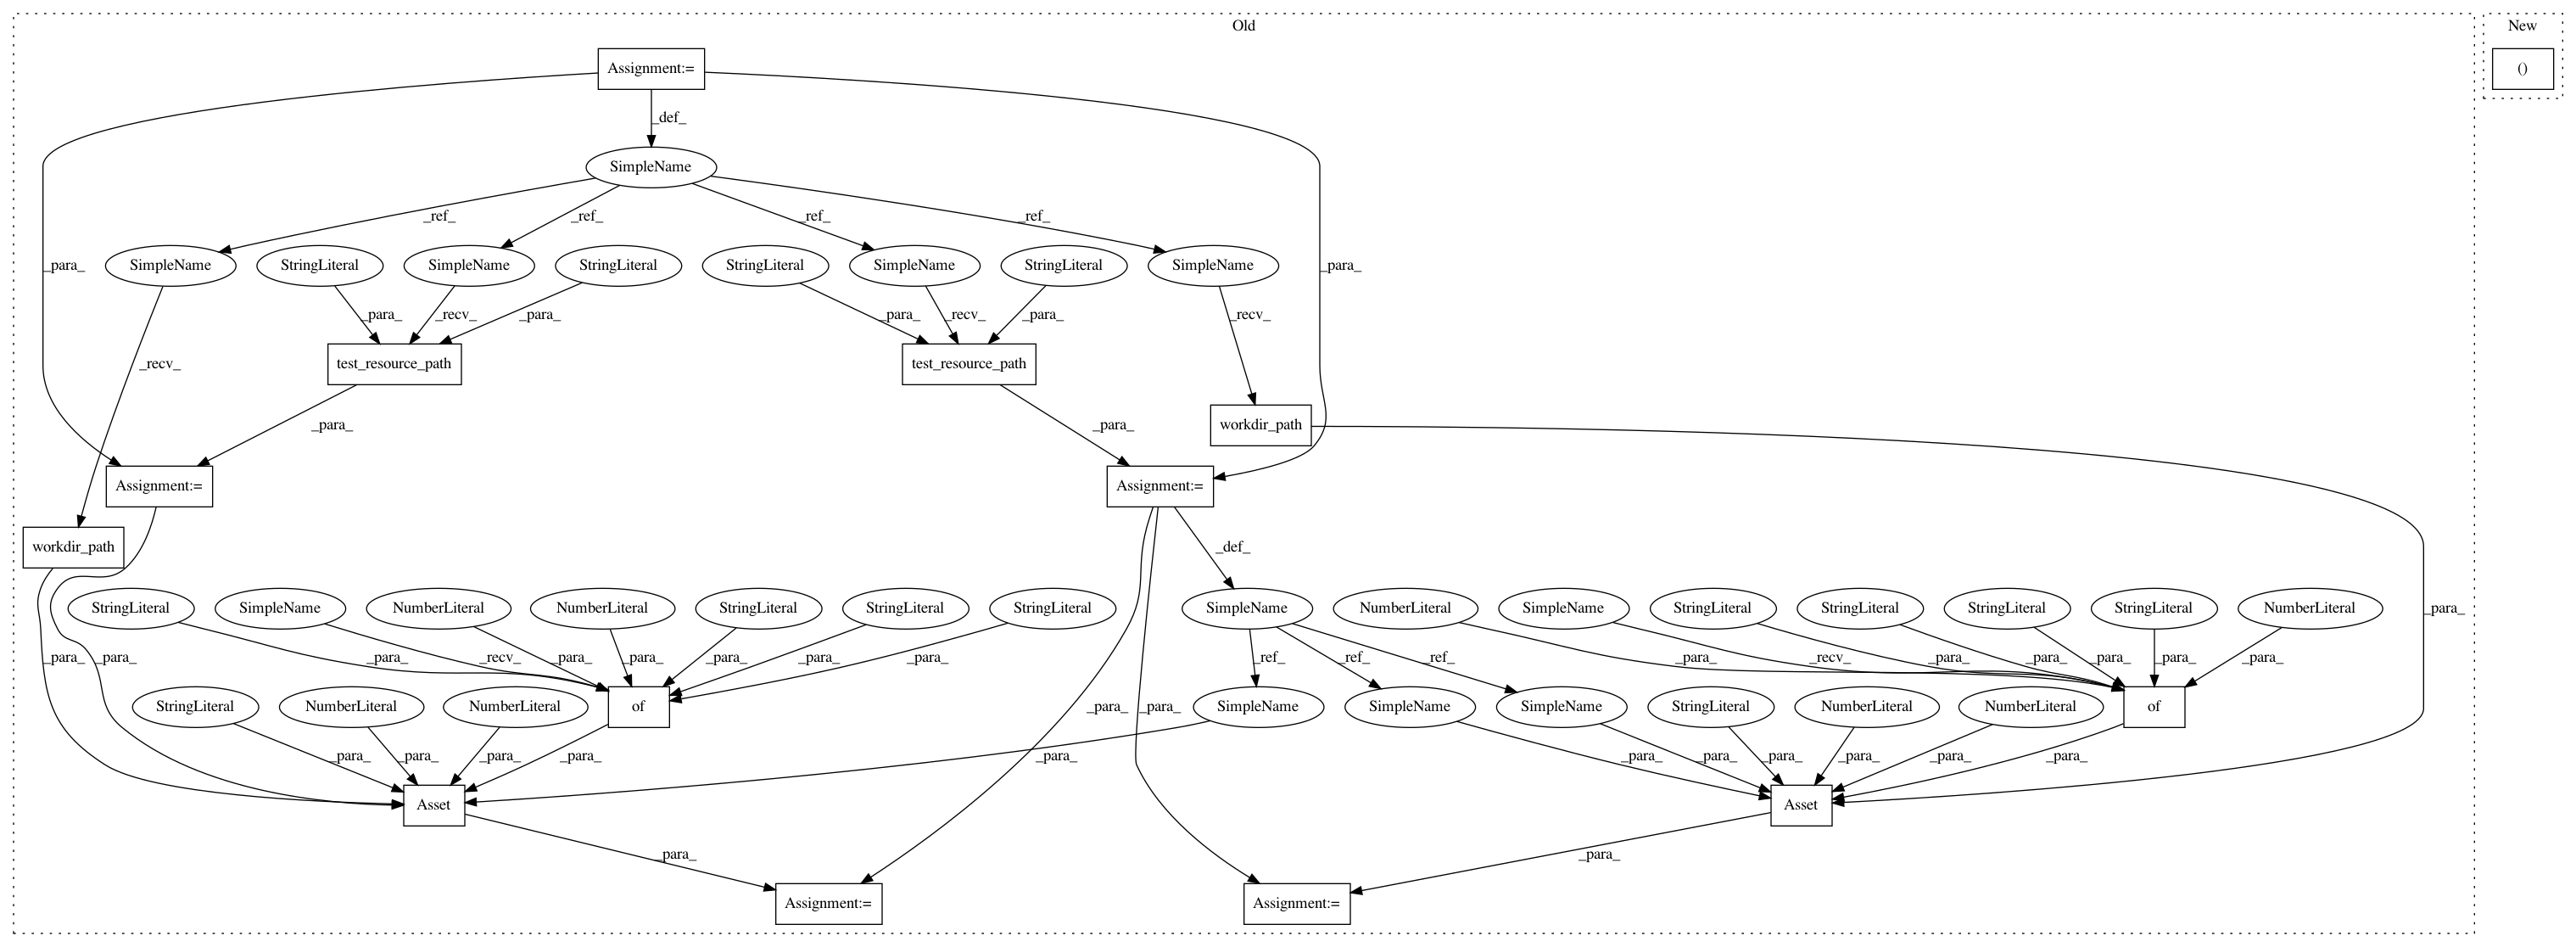 Old
New
Assignment:=
()
_def_
SimpleName
_ref_
_ref_
_ref_
_ref_
_para_
SimpleName
StringLiteral
SimpleName
StringLiteral
StringLiteral
SimpleName
StringLiteral
SimpleName
_para_
_para_
_recv_
_para_
_para_
_recv_
_para_
_recv_
_recv_
test_resource_path
test_resource_path
_para_
_para_
workdir_path
Assignment:=
Assignment:=
workdir_path
_def_
StringLiteral
SimpleName
NumberLiteral
NumberLiteral
StringLiteral
StringLiteral
StringLiteral
SimpleName
NumberLiteral
SimpleName
StringLiteral
StringLiteral
StringLiteral
StringLiteral
NumberLiteral
_para_
_para_
_para_
_para_
_recv_
_para_
_para_
_para_
_para_
_para_
_ref_
_ref_
_ref_
_para_
_recv_
_para_
_para_
_para_
_para_
_para_
StringLiteral
NumberLiteral
NumberLiteral
of
_para_
_para_
SimpleName
SimpleName
SimpleName
StringLiteral
NumberLiteral
NumberLiteral
of
_para_
_para_
_para_
_para_
_para_
_para_
_para_
_para_
_para_
_para_
_para_
Asset
Asset
_para_
_para_
Assignment:=
Assignment:=